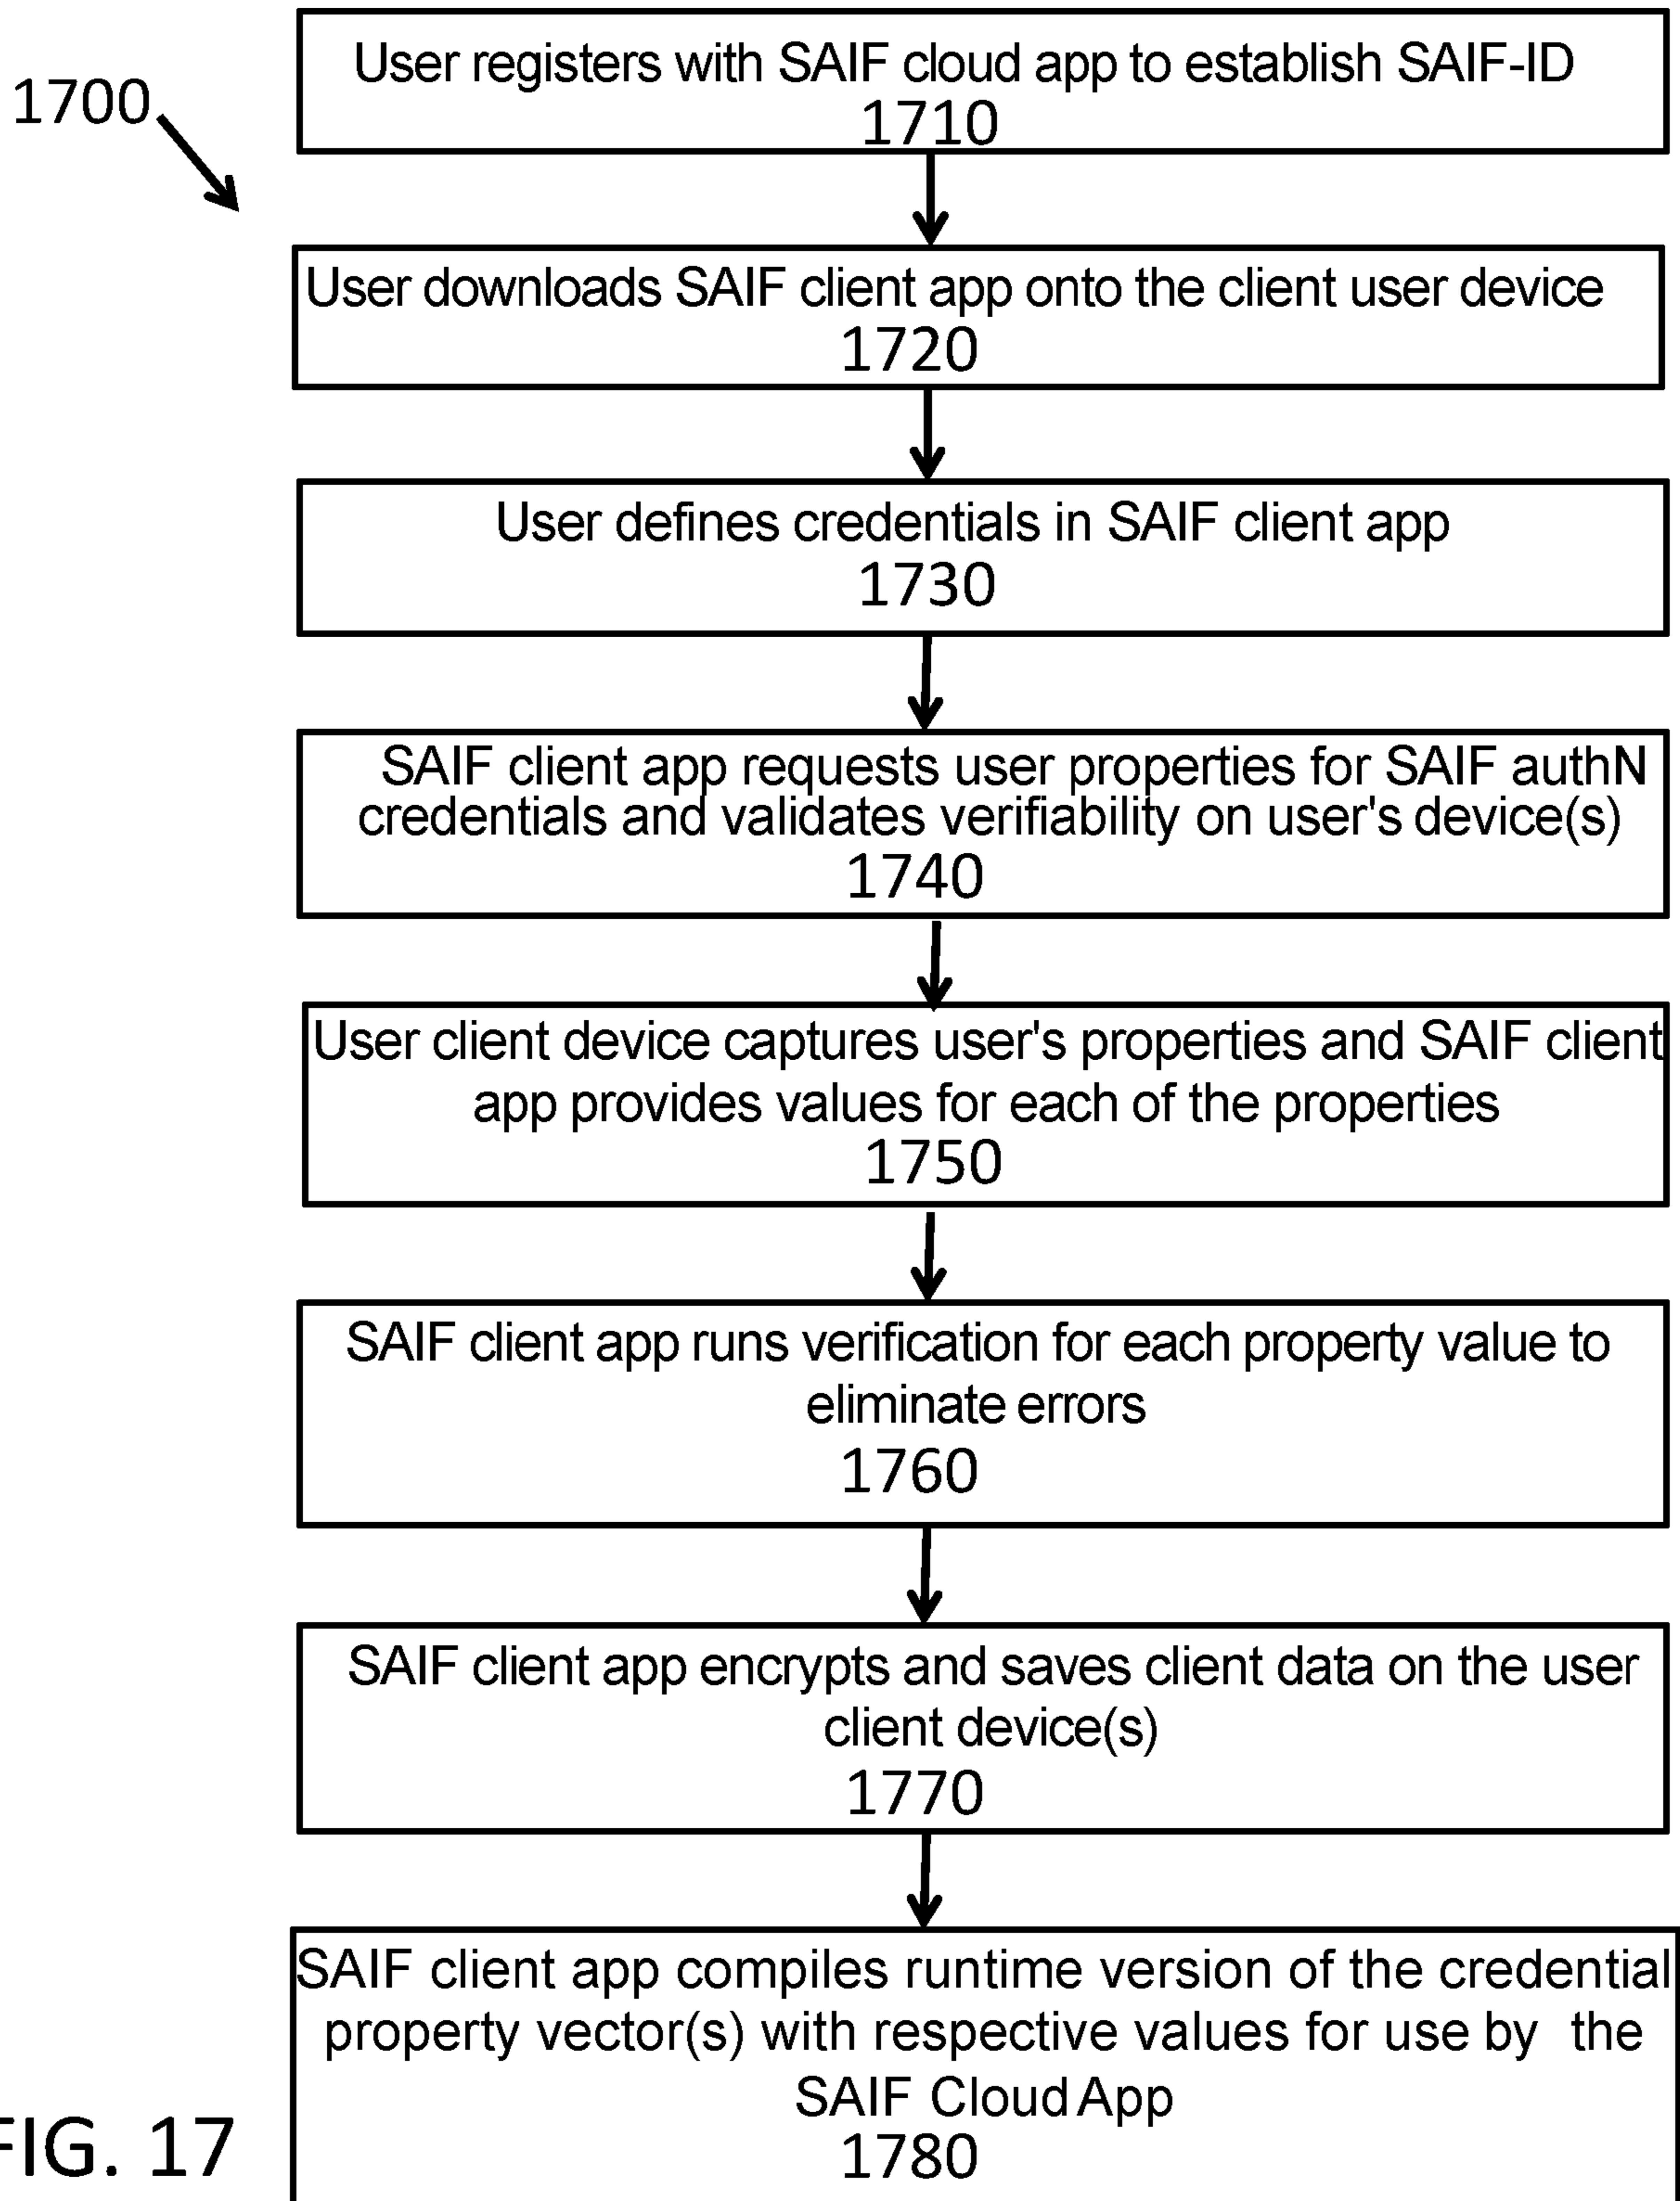 1700
User registers with SAIF cloud app to establish SAIF-ID
1710
User downloads SAIF client app onto the client user device
1720
User defines credentials in SAIF client app
1730
SAIF client app requests user properties for SAIF authN
credentials and validates verifiability on user's device(s)
1740
User client device captures user's properties and SAIF client
app provides values for each of the properties
1750
SAIF client app runs verification for each property value to
eliminate errors
1760
SAIF client app encrypts and saves client data on the user
client device(s)
1770
SAIF client app compiles runtime version of the credential
property vector(s) with respective values for use by the
SAIF Cloud App
1780
FIG. 17